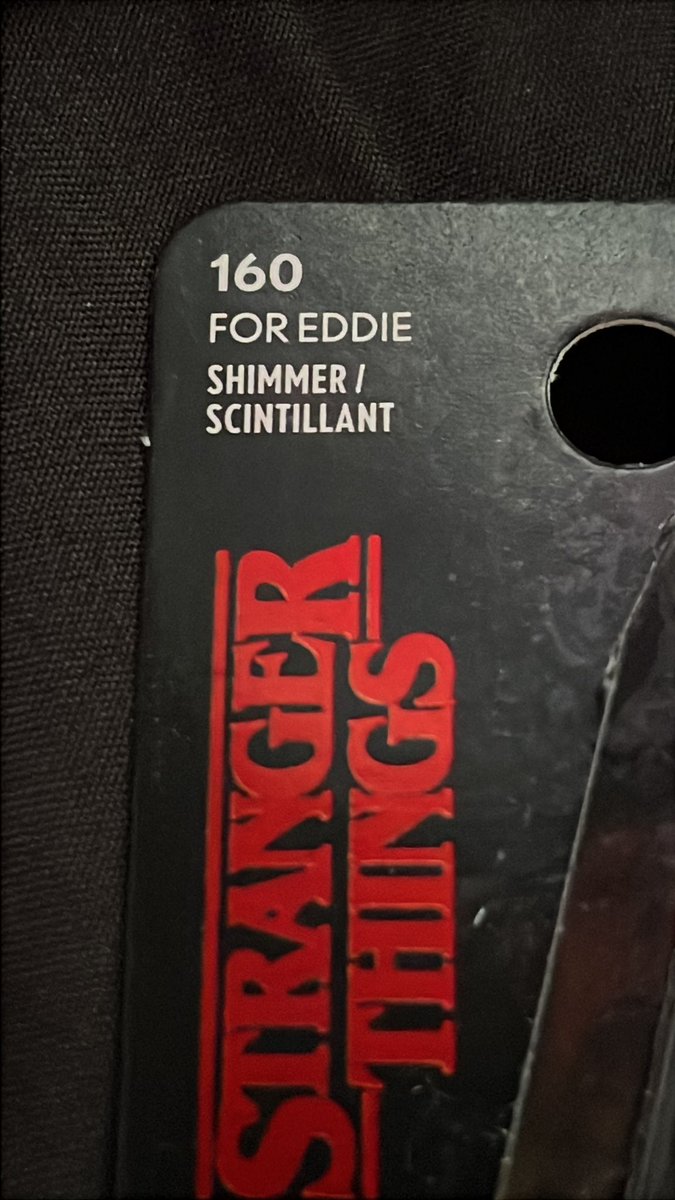 160
FOR EDDIE
SHIMMER /
SCINTILLANT
STRANGER
THINGS